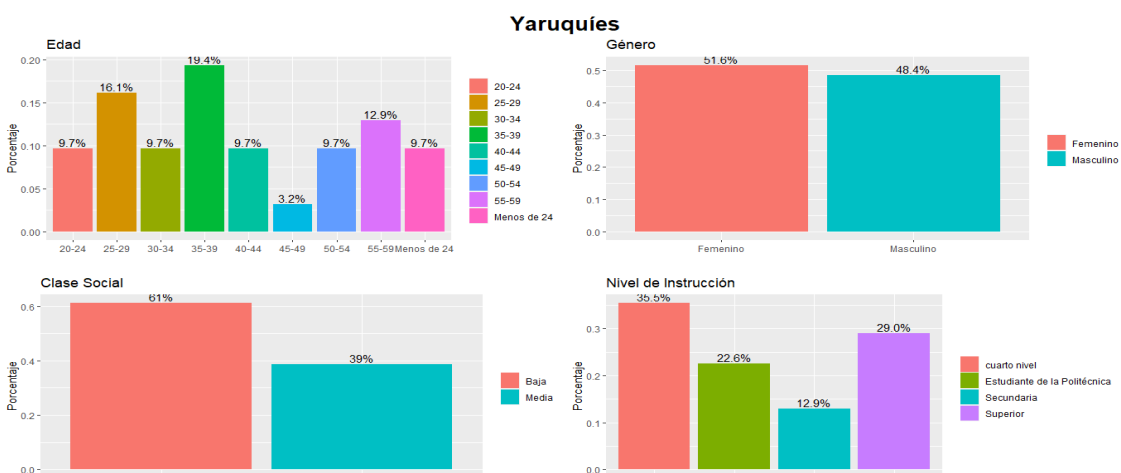 Yaruquíes
Edad
Porcentaje
0.20
0.15
0.10
0.05
0.00
9.7%
16.1%
9.7%
19.4%
9.7%
3.2%
9.7%
12.9%
9.7%
20-24 25-29 30-34 35-39 40-44 45-49 50-54 55-59 Menos de 24
20-24
25-29
30-34
35-39
40-44
45-49
50-54
55-59
Menos de 24
Género
Porcentaje
0.5
0.4
0.3
0.2
0.1
0.0
51.6%
48.4%
Femenino Masculino
Femenino
Masculino
Clase Social
Porcentaje
0.6
0.4
0.2
0.0
61%
39%
Baja
Media
Nivel de Instrucción
Porcentaje
0.3
0.2
0.1
0.0
35.5%
22.6%
12.9%
29.0%
cuarto nivel
Estudiante de la Politécnica
Secundaria
Superior